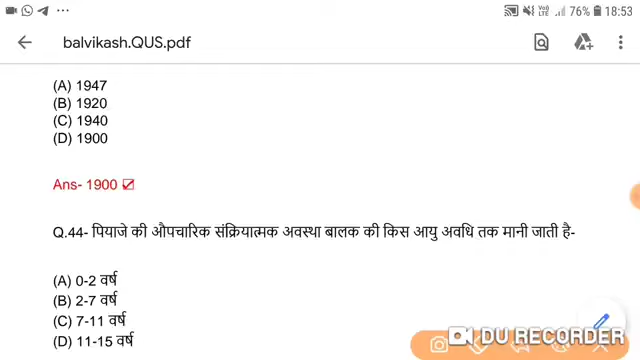 18:53
76%
VoLTE
balvikash.QUS.pdf
(A) 1947
(B) 1920
(C) 1940
(D) 1900
Ans- 1900
Q.44- पियाजे की औपचारिक संक्रियात्मक अवस्था बालक की किस आयु अवधि तक मानी जाती है-
(A) 0-2 वर्ष
(B) 2-7 वर्ष
(C) 7-11 वर्ष
(D) 11-15 वर्ष
DU RECORDER